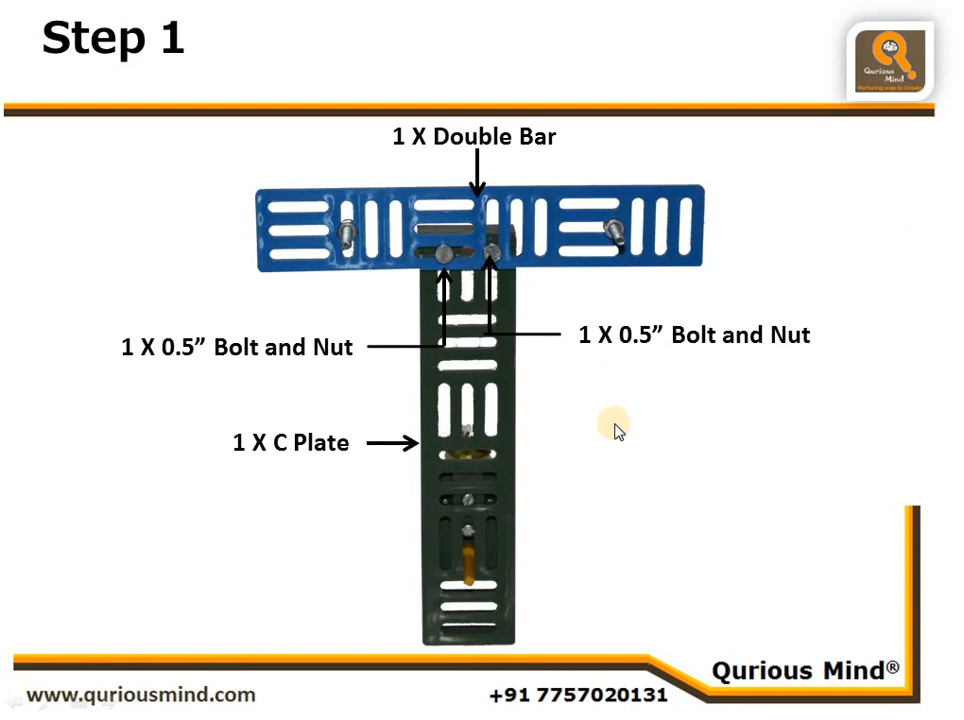 Step 1
Qurious
Mind
1 X Double Bar
1 X 0.5” Bolt and Nut
1 X 0.5” Bolt and Nut
1 X C Plate
Qurious Mind®
www.quriousmind.com
+91 7757020131